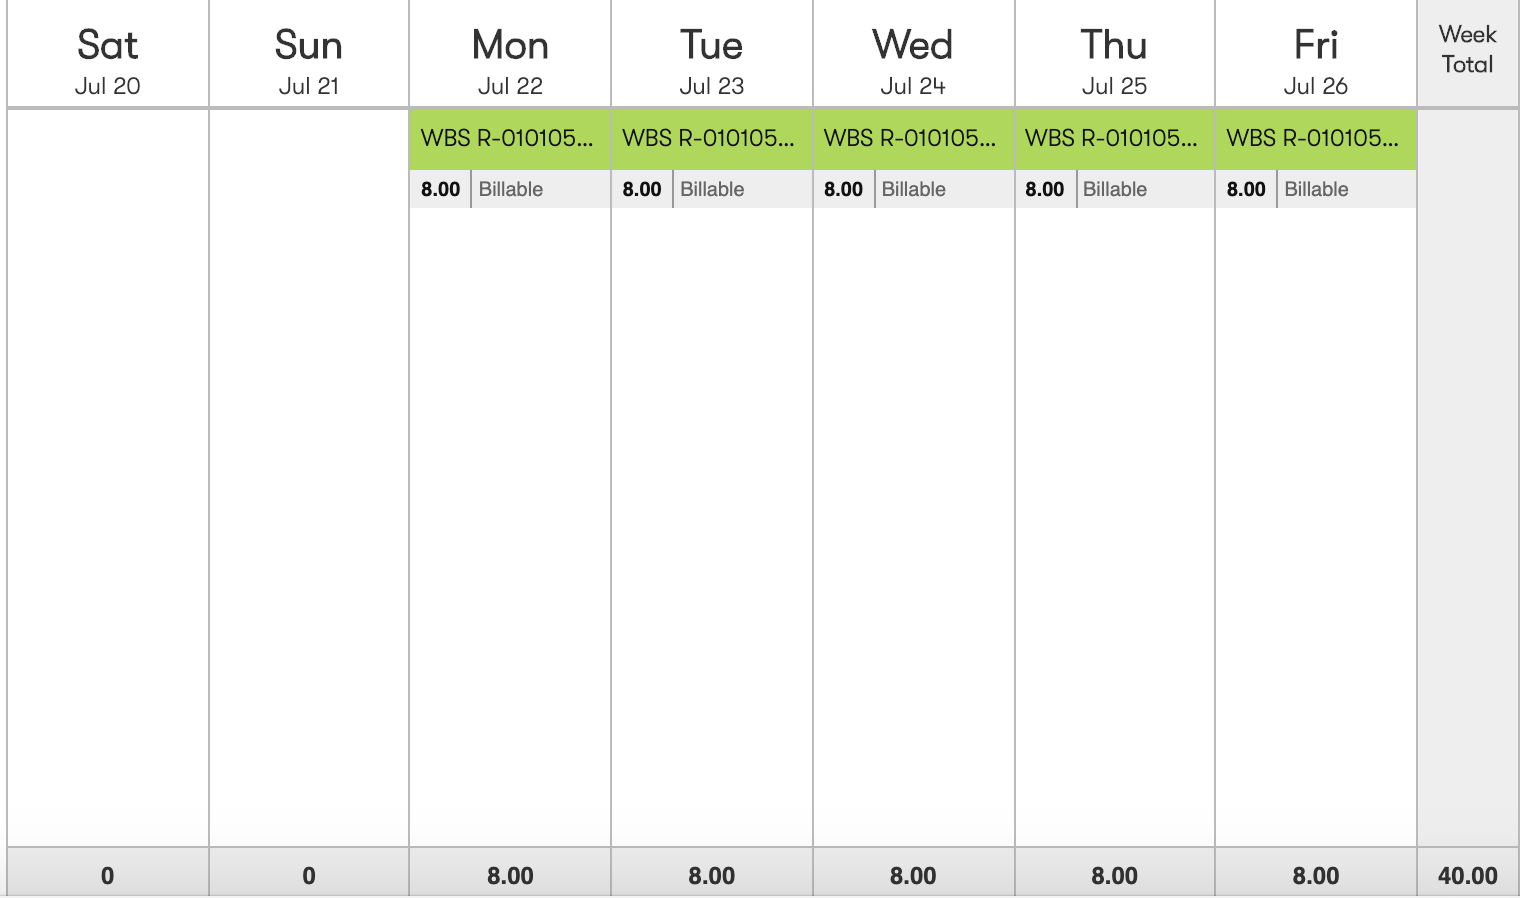 Sat Sun Mon Tue Wed Thu Fri Week
Jul 20 Jul 21 Jul 22 Jul 23 Jul 24 Jul 25 Jul 26 Total
WBS R-010105... WBS R-010105... WBS R-010105... WBS R-010105... WBS R-010105...
8.00 Billable 8.00 Billable 8.00 Billable 8.00 Billable 8.00 Billable
0 0 8.00 8.00 8.00 8.00 8.00 40.00